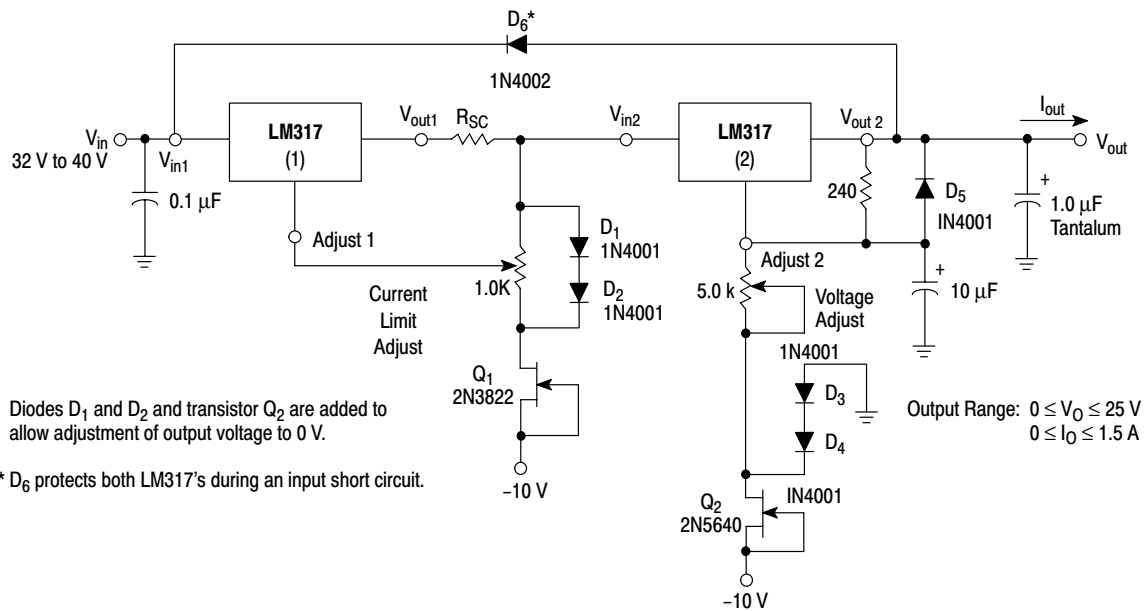 D6*
1N4002
Vin
32 V to 40 V
Vin1
0.1 µF
LM317
(1)
Vout1
RSC
Vin2
LM317
(2)
Vout 2
Iout
Vout
240
D5
IN4001
+
1.0 µF
Tantalum
Adjust 1
D1
1N4001
1.0K
D2
1N4001
Current
Limit
Adjust
Adjust 2
5.0 k
Voltage
Adjust
+
10 µF
1N4001
D3
D4
IN4001
Q1
2N3822
–10 V
Q2
2N5640
–10 V
Output Range: 0 ≤ VO ≤ 25 V
0 ≤ IO ≤ 1.5 A
Diodes D1 and D2 and transistor Q2 are added to
allow adjustment of output voltage to 0 V.
* D6 protects both LM317's during an input short circuit.